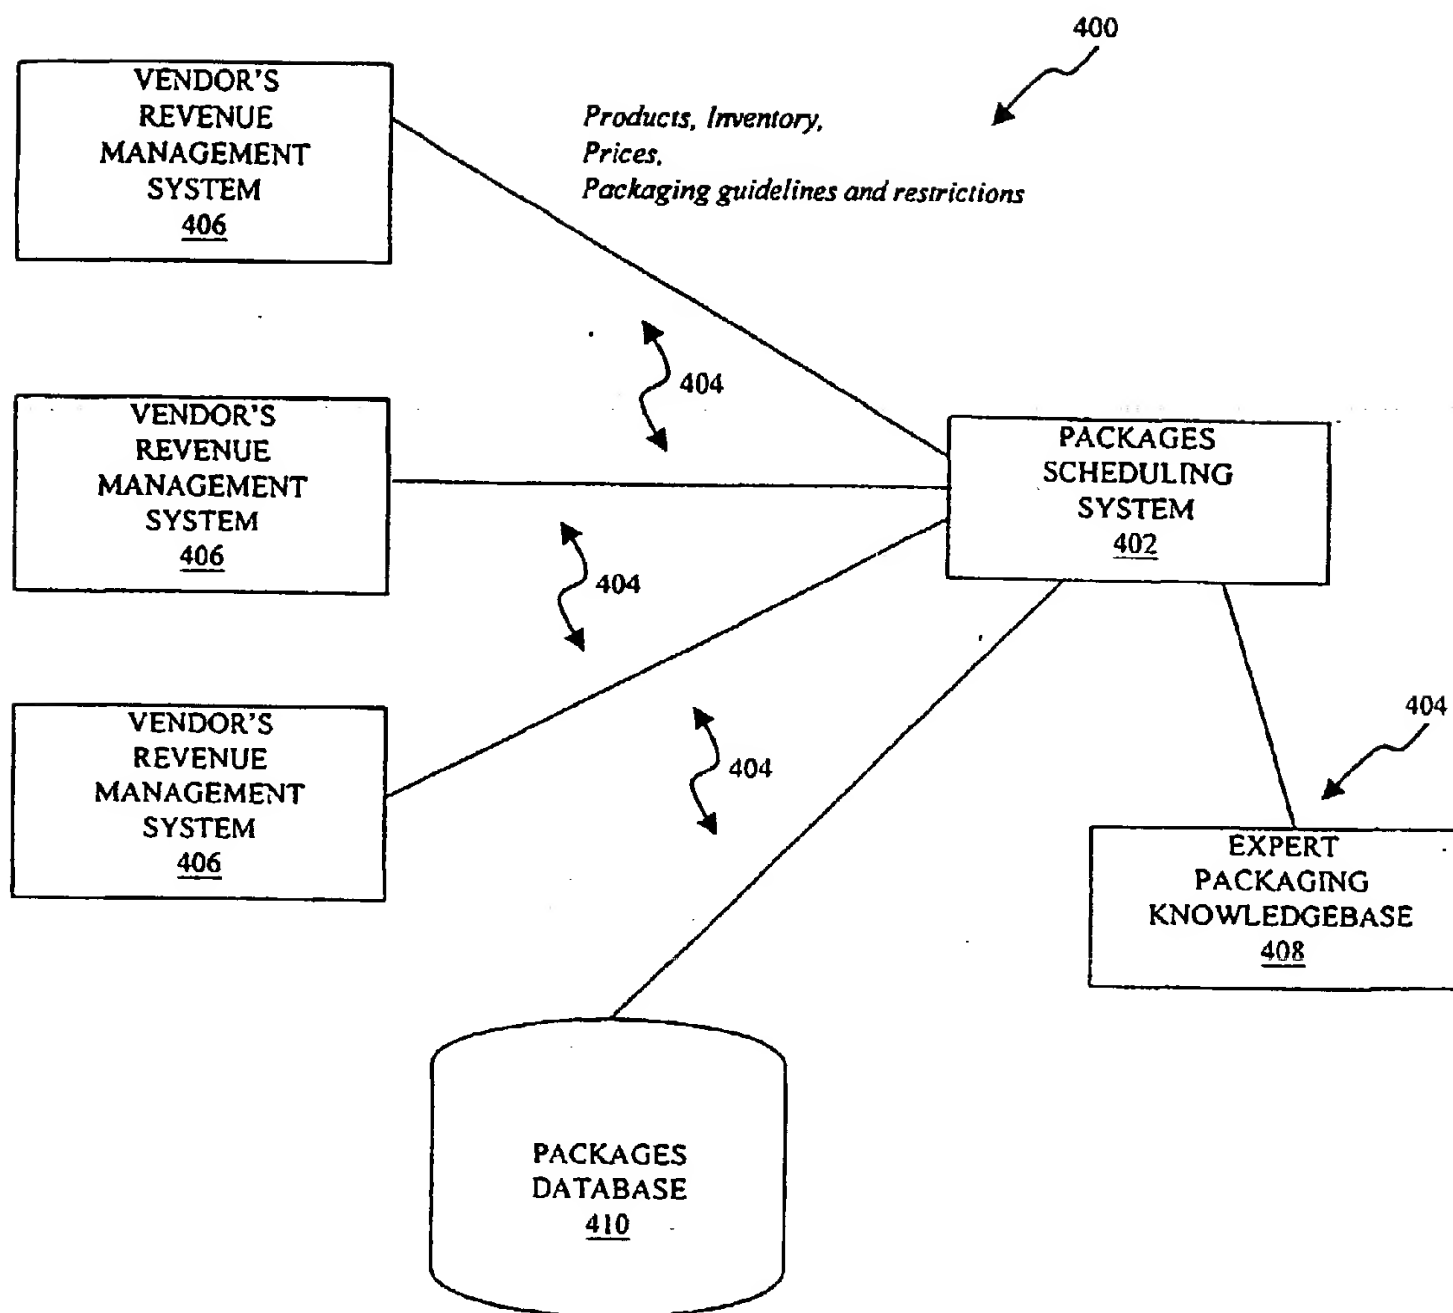 400
VENDOR'S
REVENUE
MANAGEMENT
SYSTEM
406
Products, Inventory,
Prices,
Packaging guidelines and restrictions
404
VENDOR'S
REVENUE
MANAGEMENT
SYSTEM
406
PACKAGES
SCHEDULING
SYSTEM
402
404
VENDOR'S
REVENUE
MANAGEMENT
SYSTEM
406
404
404
EXPERT
PACKAGING
KNOWLEDGEBASE
408
PACKAGES
DATABASE
410